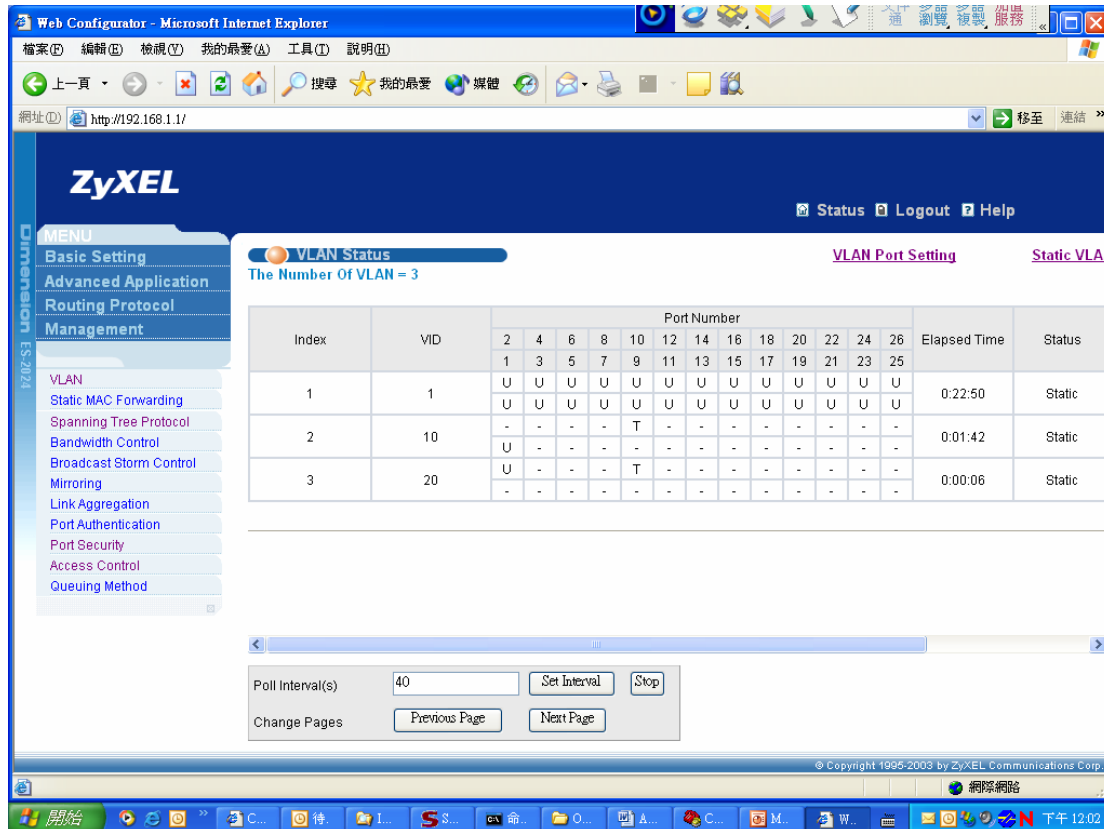 Web Configurator - Microsoft Internet Explorer
瀏覽 複製 服務 «
檔案(F) 編輯(E) 檢視(V) 我的最愛(A) 工具(T) 說明(H)
上一頁 搜尋 我的最愛 媒體
網址(D) http://192.168.1.1/ 移至 連結 »
ZyXEL
Status Logout Help
Dimension ES-2024
MENU
Basic Setting
Advanced Application
Routing Protocol
Management
VLAN
Static MAC Forwarding
Spanning Tree Protocol
Bandwidth Control
Broadcast Storm Control
Mirroring
Link Aggregation
Port Authentication
Port Security
Access Control
Queuing Method
VLAN Status VLAN Port Setting Static VLA
The Number Of VLAN = 3
Port Number
Index VID 2 4 6 8 10 12 14 16 18 20 22 24 26 Elapsed Time Status
1 3 5 7 9 11 13 15 17 19 21 23 25
1 1 U U U U U U U U U U U U U 0:22:50 Static
U U U U U U U U U U U U U
2 10 - - - - T - - - - - - - - 0:01:42 Static
U - - - - - - - - - - - -
3 20 U - - - T - - - - - - - - 0:00:06 Static
- - - - - - - - - - - - -
Poll Interval(s) 40 Set Interval Stop
Change Pages Previous Page Next Page
© Copyright 1995-2003 by ZyXEL Communications Corp.
網際網路
開始 » C... 待.. I... S... 命.. O... A... C... M... W.. 下午 12:02